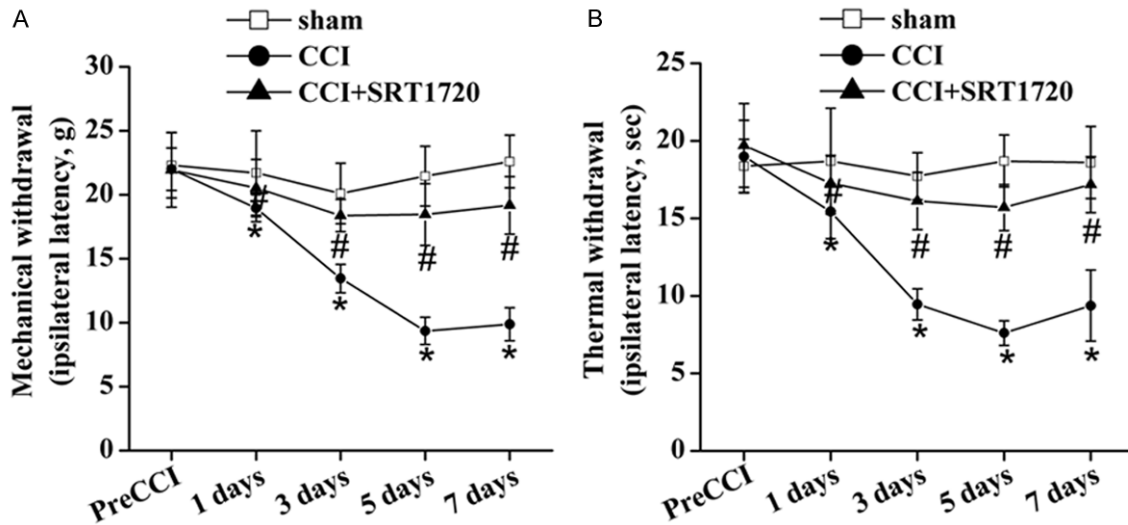 A
sham
CCI
CCI+SRT1720
30
25
20
15
10
5
0
Mechanical withdrawal
(ipsilateral latency, g)
#
*
#
*
#
*
#
*
PreCCI
1 days
3 days
5 days
7 days
B
sham
CCI
CCI+SRT1720
25
20
15
10
5
0
Thermal withdrawal
(ipsilateral latency, sec)
#
*
#
*
#
*
#
*
PreCCI
1 days
3 days
5 days
7 days